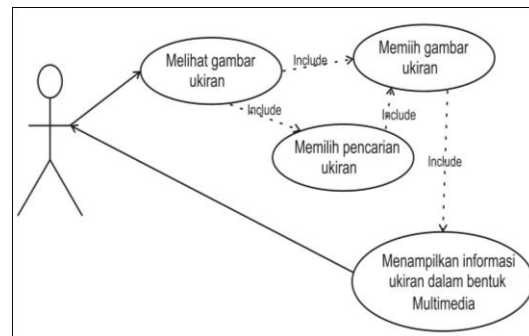 Melihat gambar
ukiran
Include
Memiih gambar
ukiran
Include
Memilih pencarian
ukiran
Include
Include
Menampilkan informasi
ukiran dalam bentuk
Multimedia